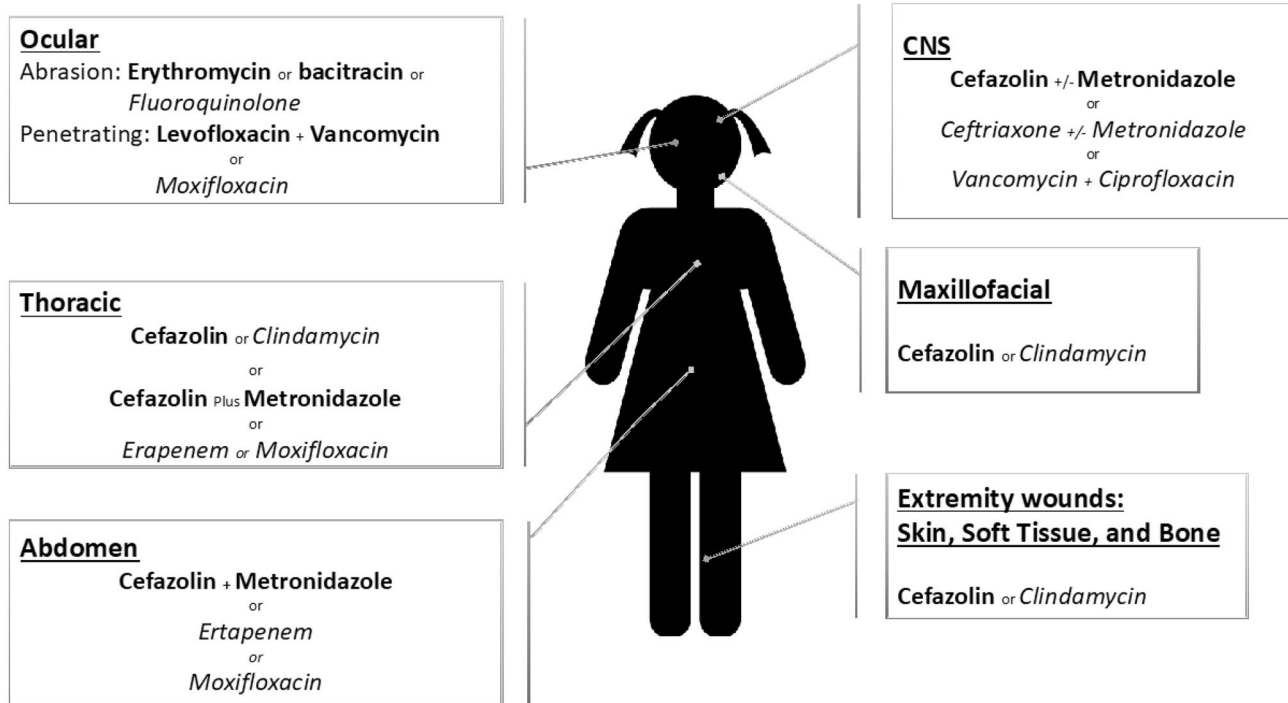 Ocular
Abrasion: Erythromycin or bacitracin or
Fluoroquinolone
Penetrating: Levofloxacin + Vancomycin
or
Moxifloxacin
Thoracic
Cefazolin or Clindamycin
or
Cefazolin Plus Metronidazole
or
Erapenem or Moxifloxacin
Abdomen
Cefazolin + Metronidazole
or
Ertapenem
or
Moxifloxacin
CNS
Cefazolin +/- Metronidazole
or
Ceftriaxone +/- Metronidazole
or
Vancomycin + Ciprofloxacin
Maxillofacial
Cefazolin or Clindamycin
Extremity wounds:
Skin, Soft Tissue, and Bone
Cefazolin or Clindamycin